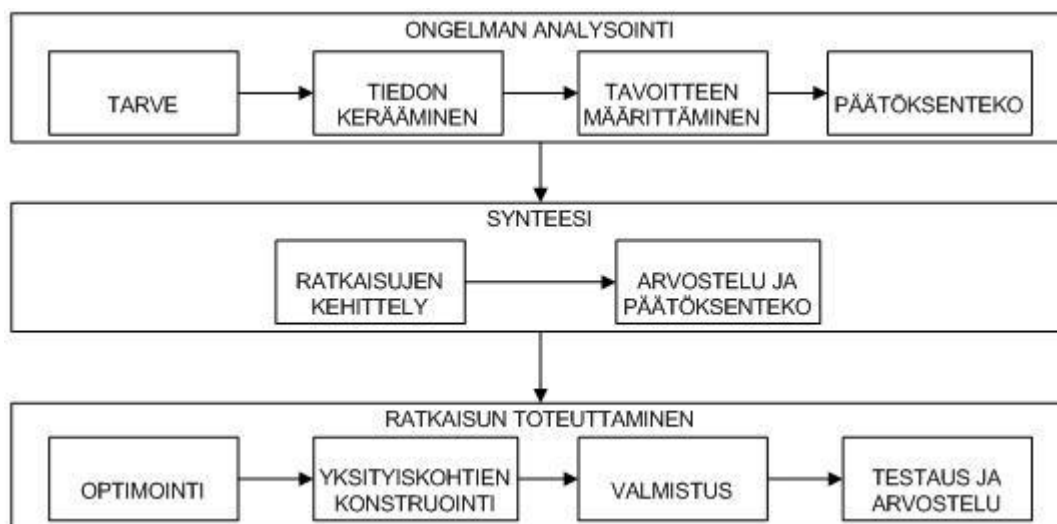 ONGELMAN ANALYSOINTI
TARVE
TIEDON
KERÄÄMINEN
TAVOITTEEN
MÄÄRITTÄMINEN
PÄÄTÖKSENTEKO
SYNTEESI
RATKAISUJEN
KEHITTELY
ARVOSTELU JA
PÄÄTÖKSENTEKO
RATKAISUN TOTEUTTAMINEN
OPTIMOINTI
YKSITYISKOHTIEN
KONSTRUOINTI
VALMISTUS
TESTAUS JA
ARVOSTELU